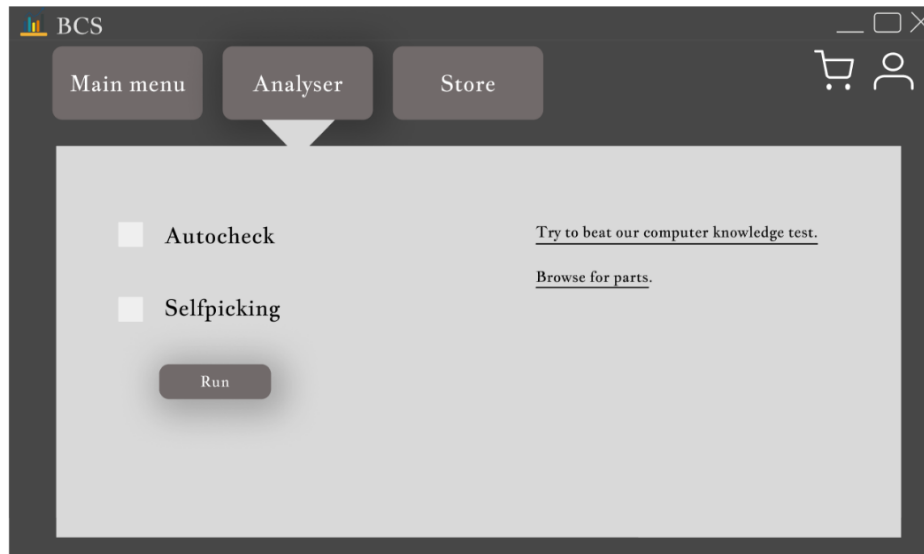 BCS
Main menu
Analyser
Store
Autocheck
Try to beat our computer knowledge test.
Browse for parts.
Selfpicking
Run